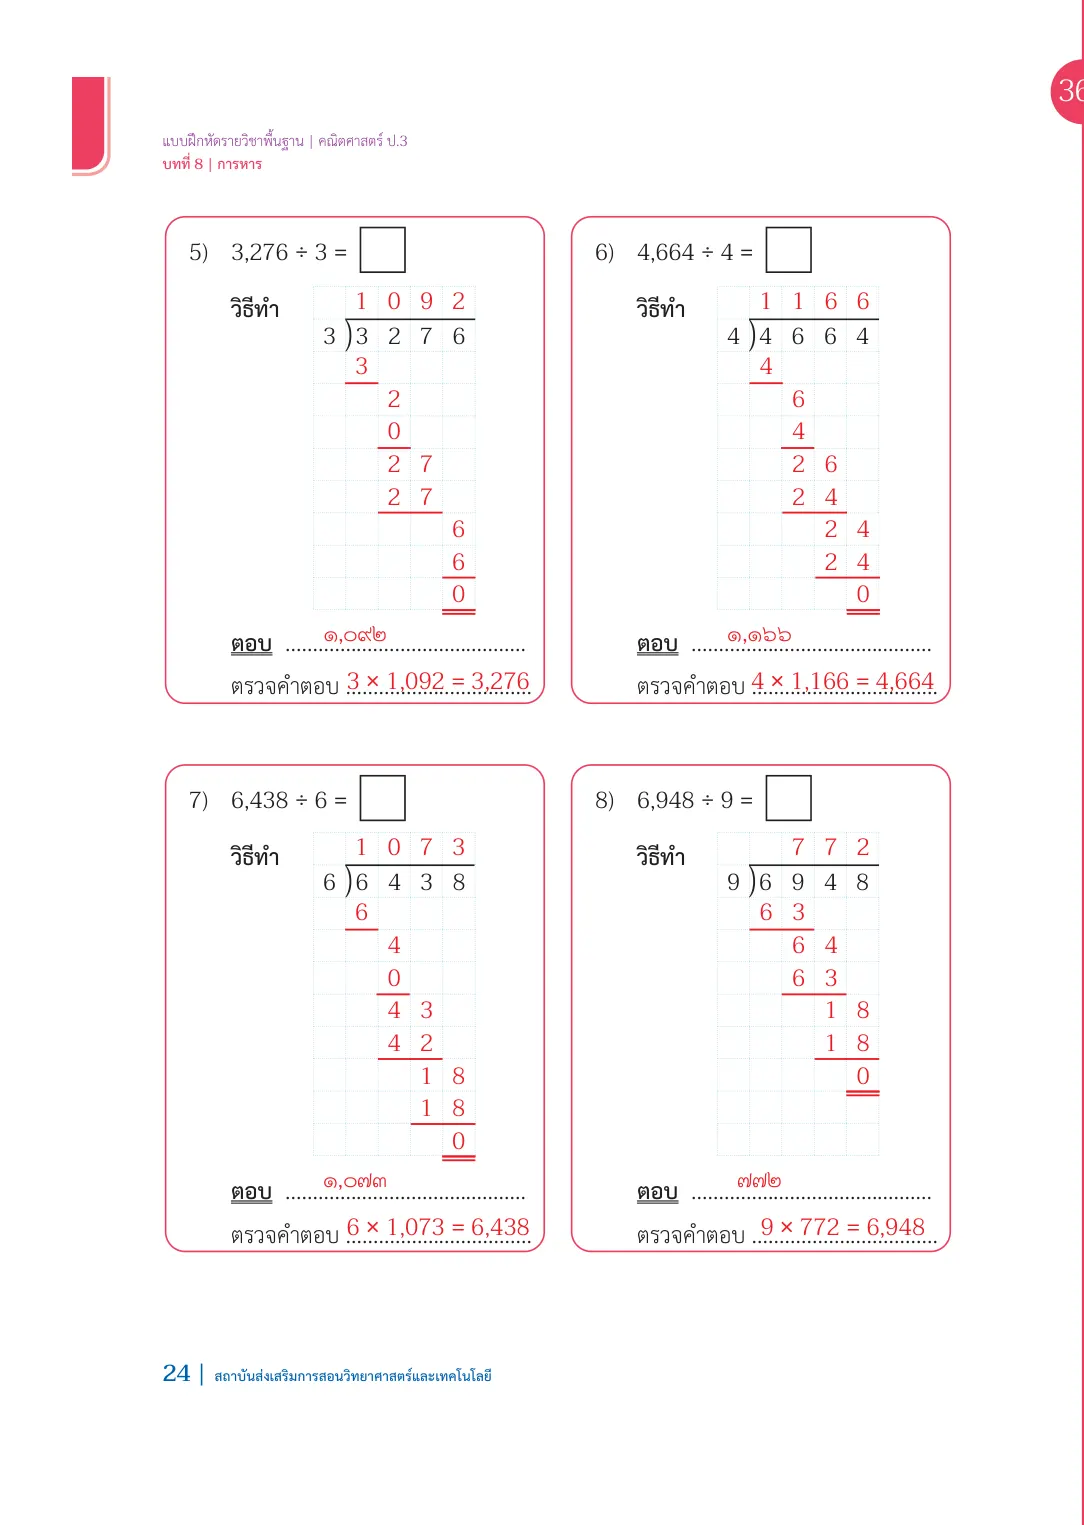 36
แบบฝึกหัดรายวิชาพื้นฐาน | คณิตศาสตร์ ป.3
บทที่ 8 | การหาร
5) 3,276 ÷ 3 =
วิธีทำ
1 0 9 2
3 ) 3 2 7 6
3
2
0
2 7
2 7
6
6
0
ตอบ ๑,๐๙๒
ตรวจคำตอบ 3 × 1,092 = 3,276
6) 4,664 ÷ 4 =
วิธีทำ
1 1 6 6
4 ) 4 6 6 4
4
6
4
2 6
2 4
2 4
2 4
0
ตอบ ๑,๑๖๖
ตรวจคำตอบ 4 × 1,166 = 4,664
7) 6,438 ÷ 6 =
วิธีทำ
1 0 7 3
6 ) 6 4 3 8
6
4
0
4 3
4 2
1 8
1 8
0
ตอบ ๑,๐๗๓
ตรวจคำตอบ 6 × 1,073 = 6,438
8) 6,948 ÷ 9 =
วิธีทำ
7 7 2
9 ) 6 9 4 8
6 3
6 4
6 3
1 8
1 8
0
ตอบ ๗๗๒
ตรวจคำตอบ 9 × 772 = 6,948
24 | สถาบันส่งเสริมการสอนวิทยาศาสตร์และเทคโนโลยี